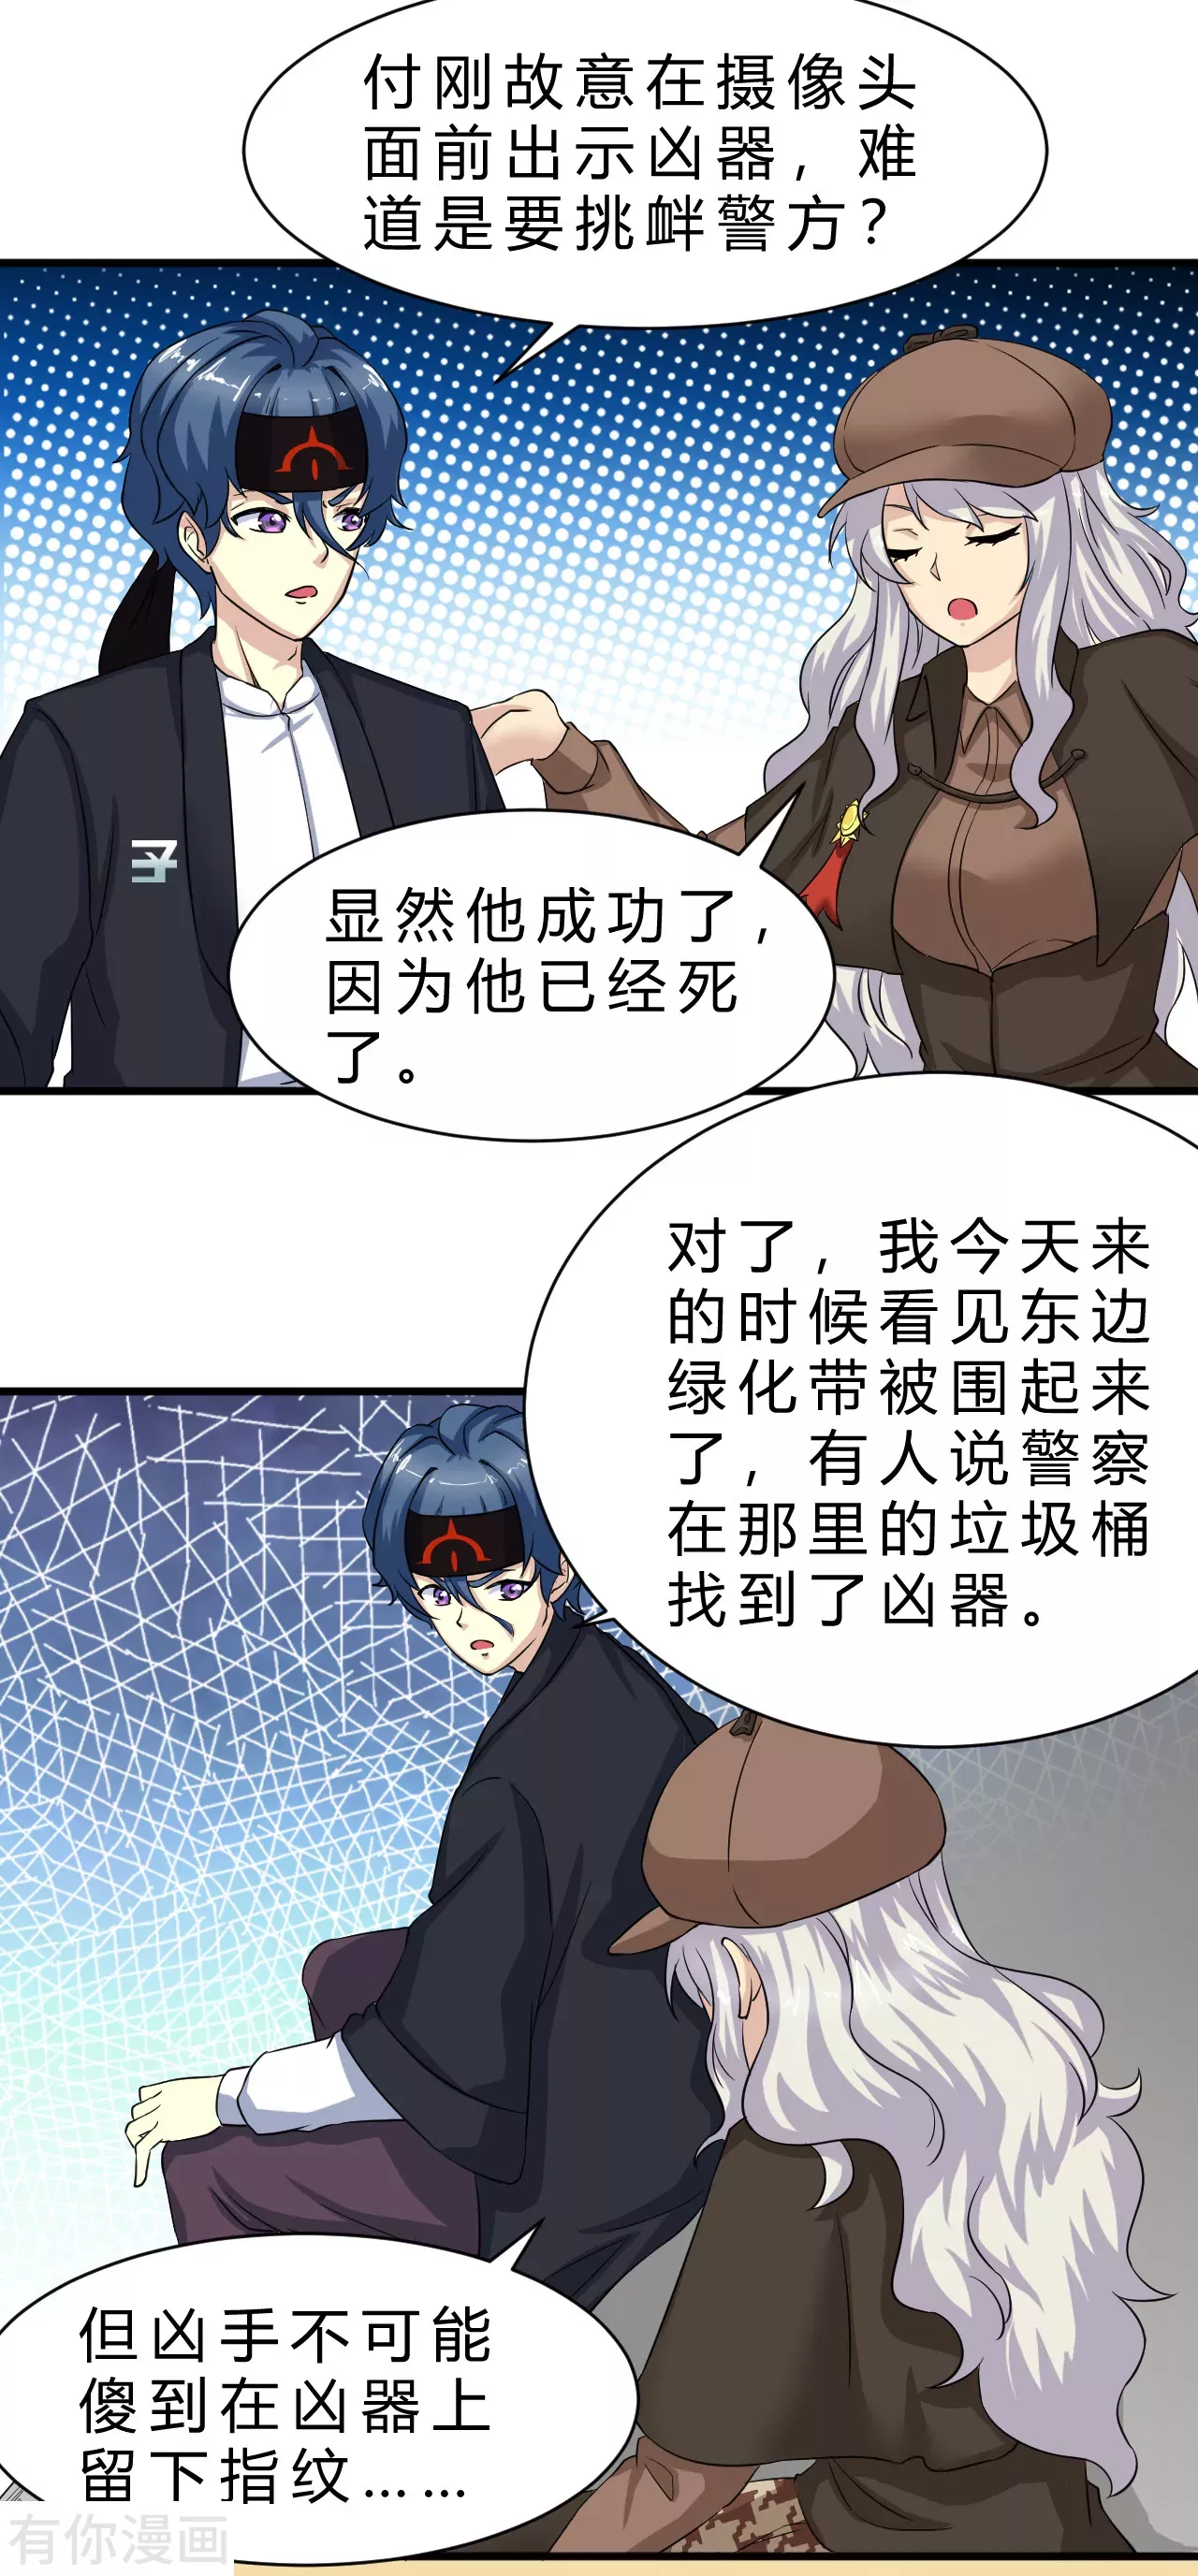 付刚故意在摄像头
面前出示凶器，难
道是要挑衅警方？
子
显然他成功了，
因为他已经死
了。
对了，我今天来
的时候看见东边
绿化带被围起来
了，有人说警察
在那里的垃圾桶
找到了凶器。
但凶手不可能
傻到在凶器上
留下指纹……
有你漫画